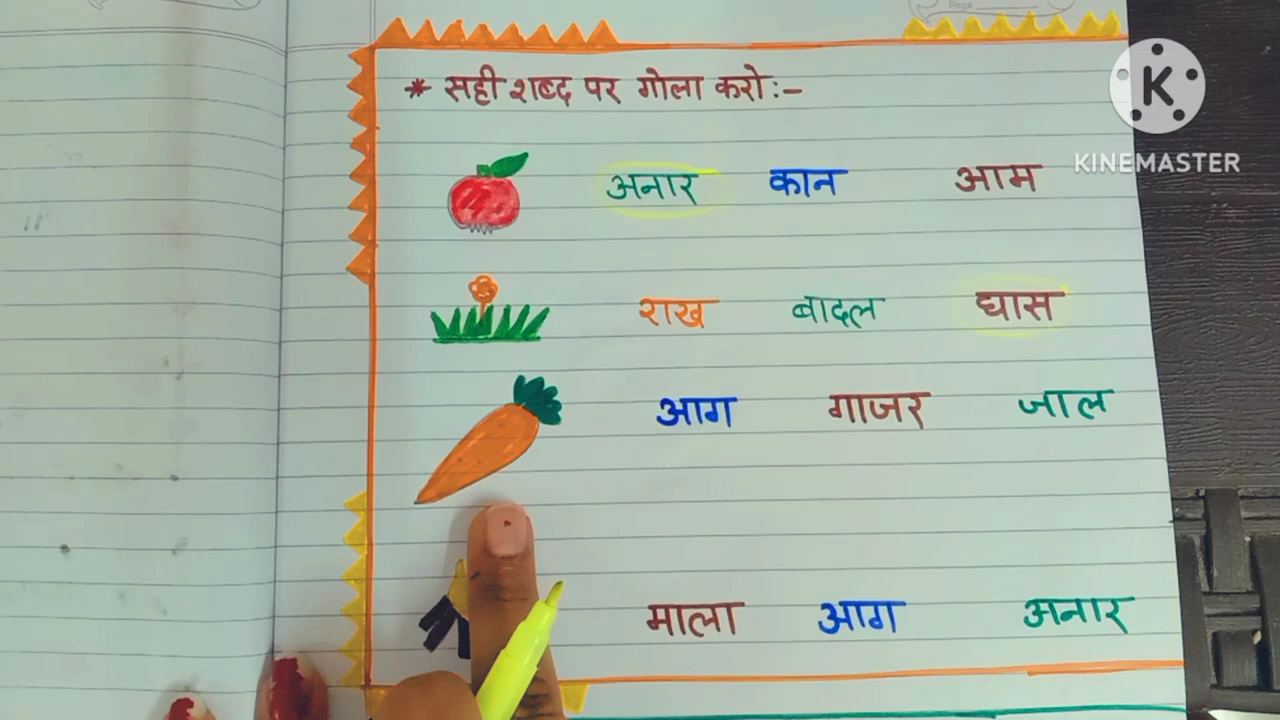 * सही शब्द पर गोला करो :-
K
KINEMASTER
अनार कान आम
राख बादल घास
आग गाजर जाल
माला आग अनार